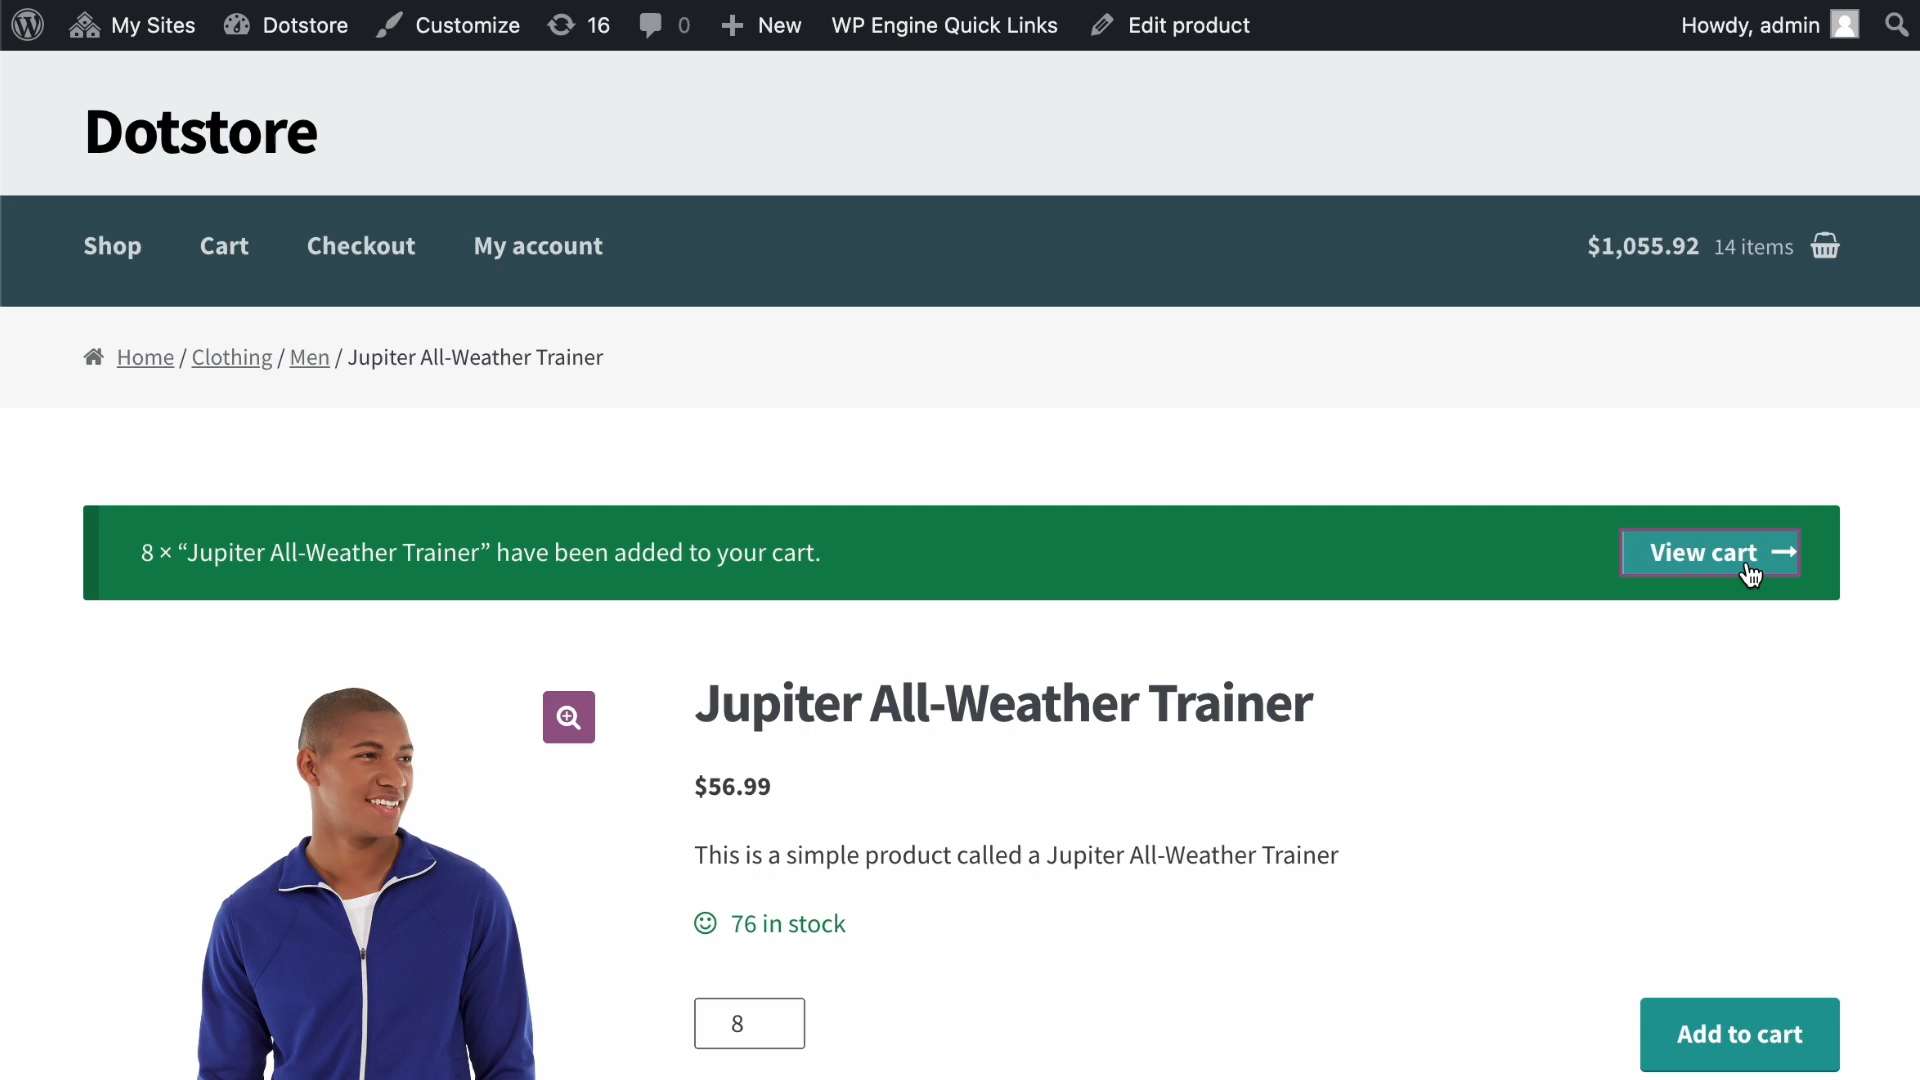 My Sites Dotstore Customize 16 0 New WP Engine Quick Links Edit product Howdy, admin
Dotstore
Shop Cart Checkout My account $1,055.92 14 items
Home / Clothing / Men / Jupiter All-Weather Trainer
8 × “Jupiter All-Weather Trainer” have been added to your cart. View cart →
Jupiter All-Weather Trainer
$56.99
This is a simple product called a Jupiter All-Weather Trainer
76 in stock
8 Add to cart